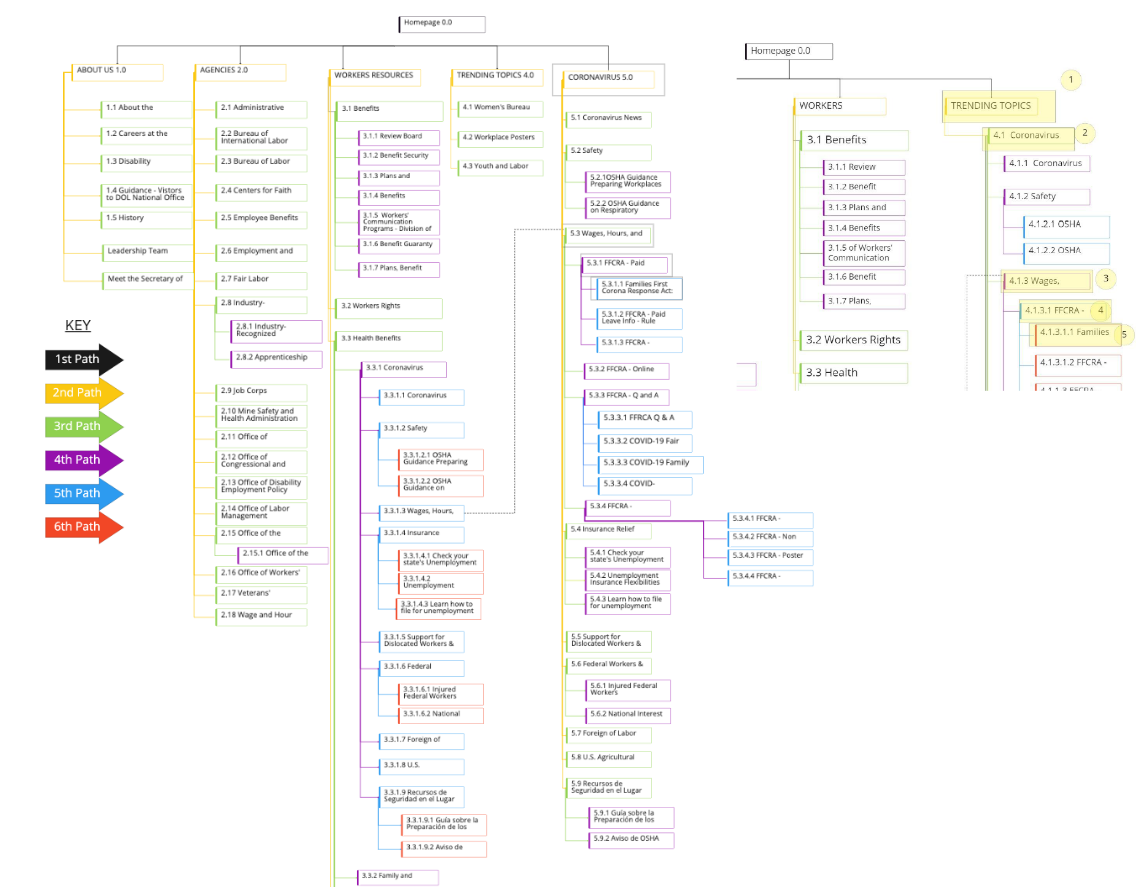 Homepage 0.0
ABOUT US 1.0
1.1 About the
1.2 Careers at the
1.3 Disability
1.4 Guidance - Vistors
to DOL National Office
1.5 History
Leadership Team
Meet the Secretary of
KEY
1st Path
2nd Path
3rd Path
4th Path
5th Path
6th Path
AGENCIES 2.0
2.1 Administrative
2.2 Bureau of
International Labor
2.3 Bureau of Labor
2.4 Centers for Faith
2.5 Employee Benefits
2.6 Employment and
2.7 Fair Labor
2.8 Industry-
2.8.1 Industry-
Recognized
2.8.2 Apprenticeship
2.9 Job Corps
2.10 Mine Safety and
Health Administration
2.11 Office of
2.12 Office of
Congressional and
2.13 Office of Disability
Employment Policy
2.14 Office of Labor
Management
2.15 Office of the
2.15.1 Office of the
2.16 Office of Workers'
2.17 Veterans'
2.18 Wage and Hour
WORKERS RESOURCES
3.1 Benefits
3.1.1 Review Board
3.1.2 Benefit Security
3.1.3 Plans and
3.1.4 Benefits
3.1.5 Workers'
Communication
Programs - Division of
3.1.6 Benefit Guaranty
3.1.7 Plans, Benefit
3.2 Workers Rights
3.3 Health Benefits
3.3.1 Coronavirus
3.3.1.1 Coronavirus
3.3.1.2 Safety
3.3.1.2.1 OSHA
Guidance Preparing
3.3.1.2.2 OSHA
Guidance on
3.3.1.3 Wages, Hours,
3.3.1.4 Insurance
3.3.1.4.1 Check your
state's Unemployment
3.3.1.4.2
Unemployment
3.3.1.4.3 Learn how to
file for unemployment
3.3.1.5 Support for
Dislocated Workers &
3.3.1.6 Federal
3.3.1.6.1 Injured
Federal Workers
3.3.1.6.2 National
3.3.1.7 Foreign of
3.3.1.8 U.S.
3.3.1.9 Recursos de
Seguridad en el Lugar
3.3.1.9.1 Guía sobre la
Preparación de los
3.3.1.9.2 Aviso de
3.3.2 Family and
TRENDING TOPICS 4.0
4.1 Women's Bureau
4.2 Workplace Posters
4.3 Youth and Labor
CORONAVIRUS 5.0
5.1 Coronavirus News
5.2 Safety
5.2.1OSHA Guidance
Preparing Workplaces
5.2.2 OSHA Guidance
on Respiratory
5.3 Wages, Hours, and
5.3.1 FFCRA - Paid
5.3.1.1 Families First
Corona Response Act:
5.3.1.2 FFCRA - Paid
Leave Info - Rule
5.3.1.3 FFCRA -
5.3.2 FFCRA - Online
5.3.3 FFCRA - Q and A
5.3.3.1 FFRCA Q & A
5.3.3.2 COVID-19 Fair
5.3.3.3 COVID-19 Family
5.3.3.4 COVID-
5.3.4 FFCRA -
5.3.4.1 FFCRA -
5.3.4.2 FFCRA - Non
5.3.4.3 FFCRA - Poster
5.3.4.4 FFCRA -
5.4 Insurance Relief
5.4.1 Check your
state's Unemployment
5.4.2 Unemployment
Insurance Flexibilities
5.4.3 Learn how to file
for unemployment
5.5 Support for
Dislocated Workers &
5.6 Federal Workers &
5.6.1 Injured Federal
Workers
5.6.2 National Interest
5.7 Foreign of Labor
5.8 U.S. Agricultural
5.9 Recursos de
Seguridad en el Lugar
5.9.1 Guía sobre la
Preparación de los
5.9.2 Aviso de OSHA
Homepage 0.0
WORKERS
3.1 Benefits
3.1.1 Review
3.1.2 Benefit
3.1.3 Plans and
3.1.4 Benefits
3.1.5 of Workers'
Communication
3.1.6 Benefit
3.1.7 Plans,
3.2 Workers Rights
3.3 Health
1
TRENDING TOPICS
4.1 Coronavirus
2
4.1.1 Coronavirus
4.1.2 Safety
4.1.2.1 OSHA
4.1.2.2 OSHA
4.1.3 Wages,
3
4.1.3.1 FFCRA -
4
4.1.3.1.1 Families
5
4.1.3.1.2 FFCRA -